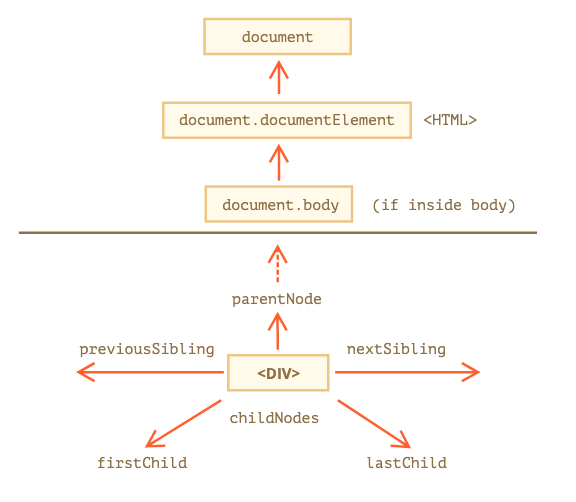 document
document.documentElement <HTML>
document.body (if inside body)
parentNode
previousSibling nextSibling
<DIV>
childNodes
firstChild lastChild